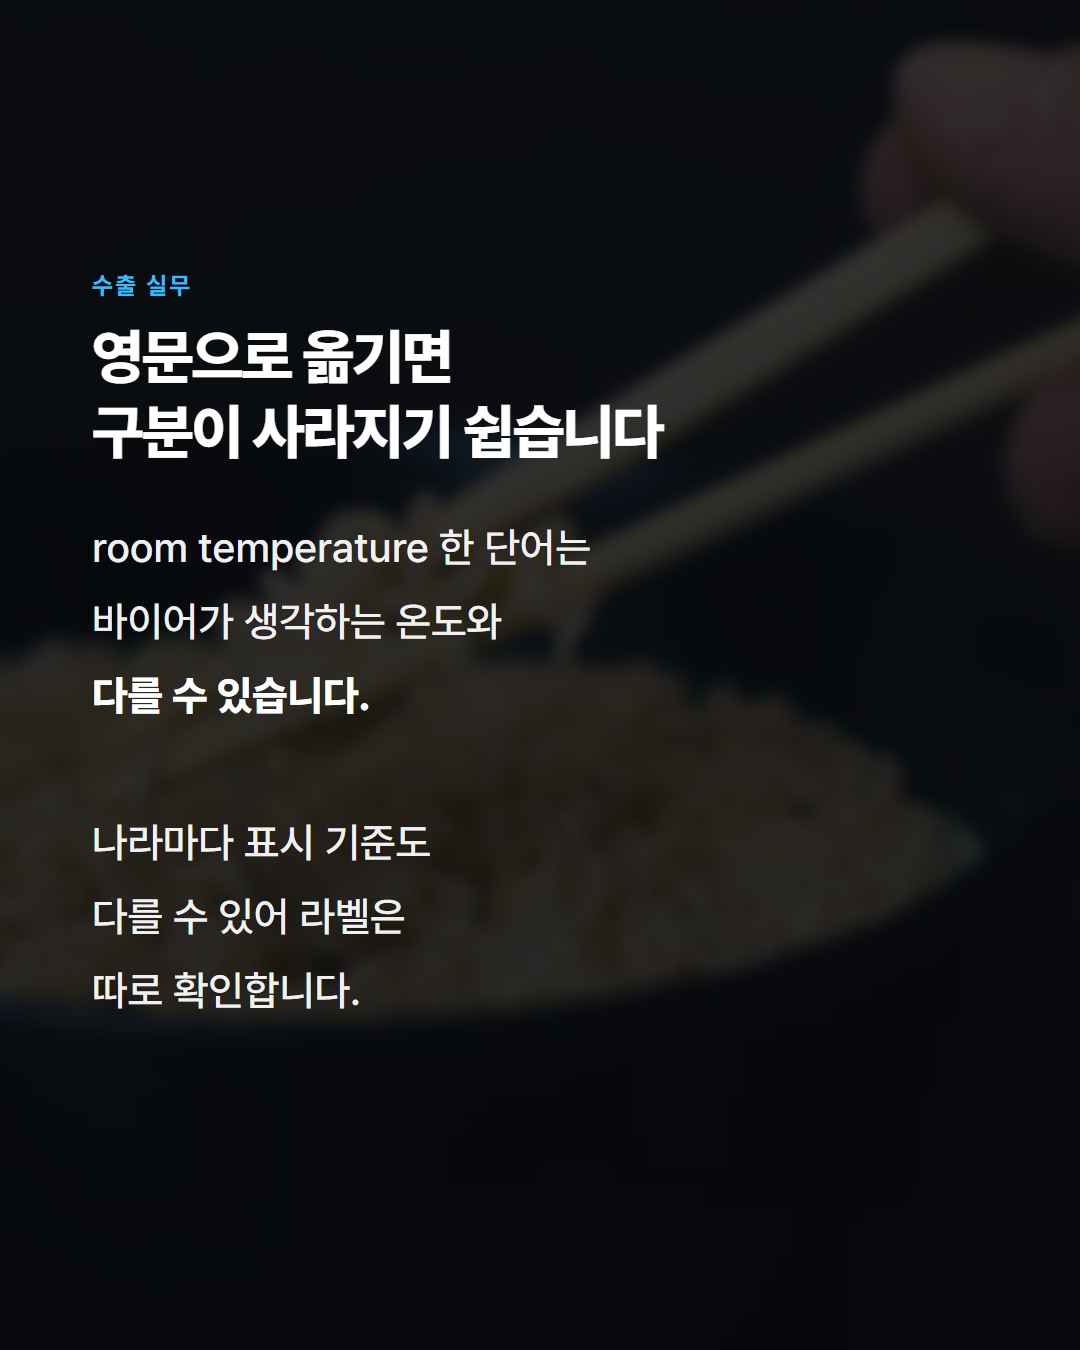 수출 실무
영문으로 옮기면
구분이 사라지기 쉽습니다
room temperature 한 단어는
바이어가 생각하는 온도와
다를 수 있습니다.
나라마다 표시 기준도
다를 수 있어 라벨은
따로 확인합니다.